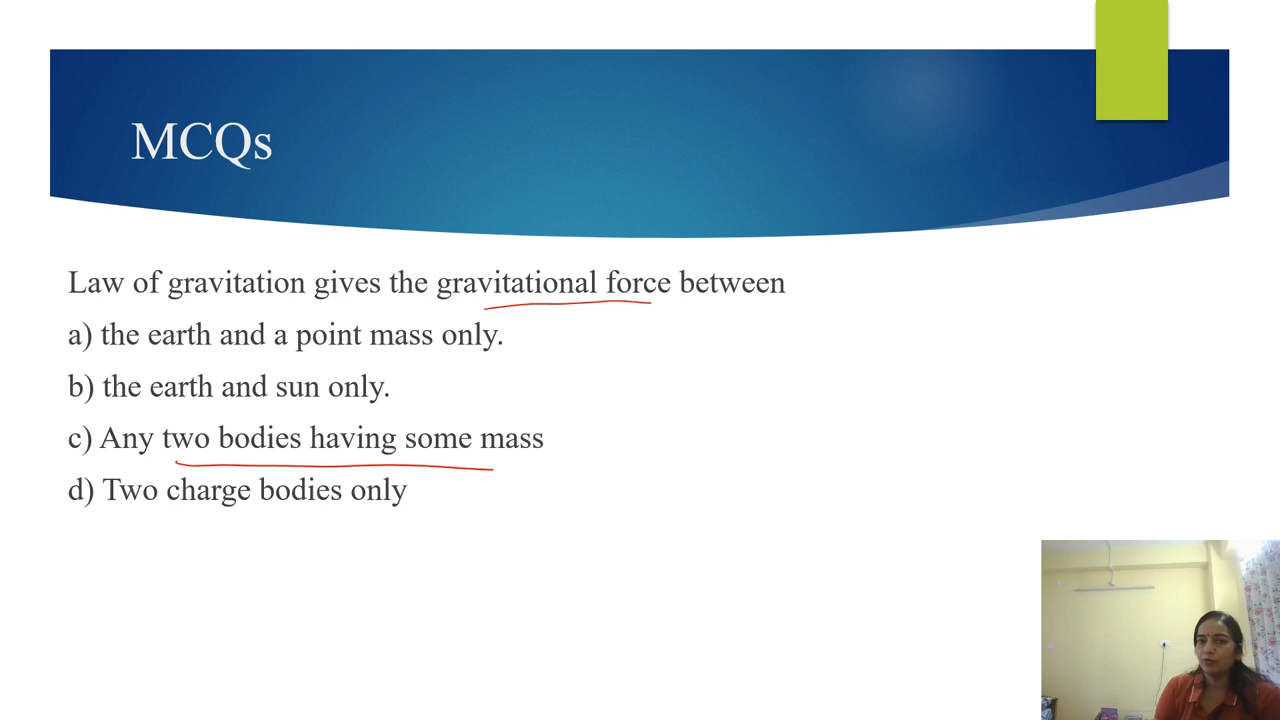 MCQs
Law of gravitation gives the gravitational force between
a) the earth and a point mass only.
b) the earth and sun only.
c) Any two bodies having some mass
d) Two charge bodies only